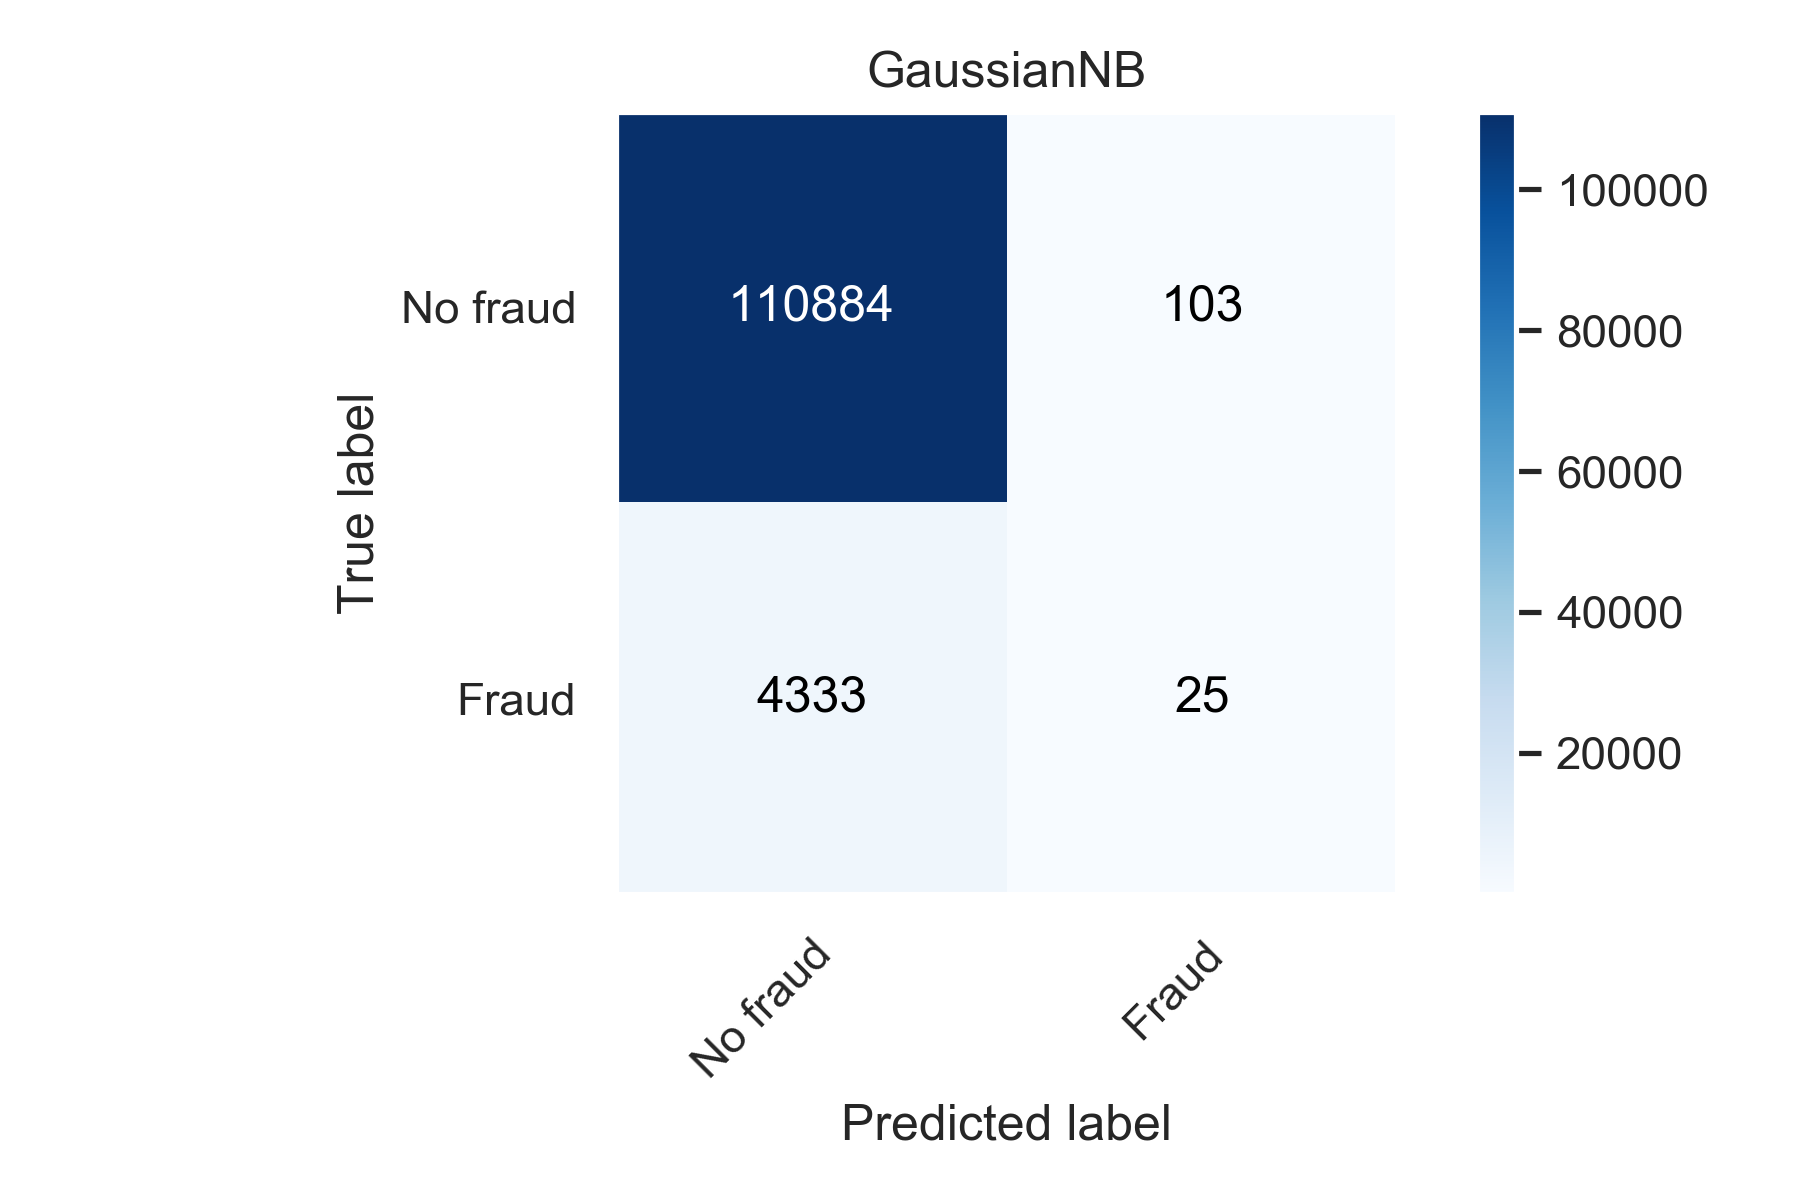 GaussianNB
No fraud
110884
103
Fraud
4333
25
True label
No fraud
Fraud
Predicted label
100000
80000
60000
40000
20000